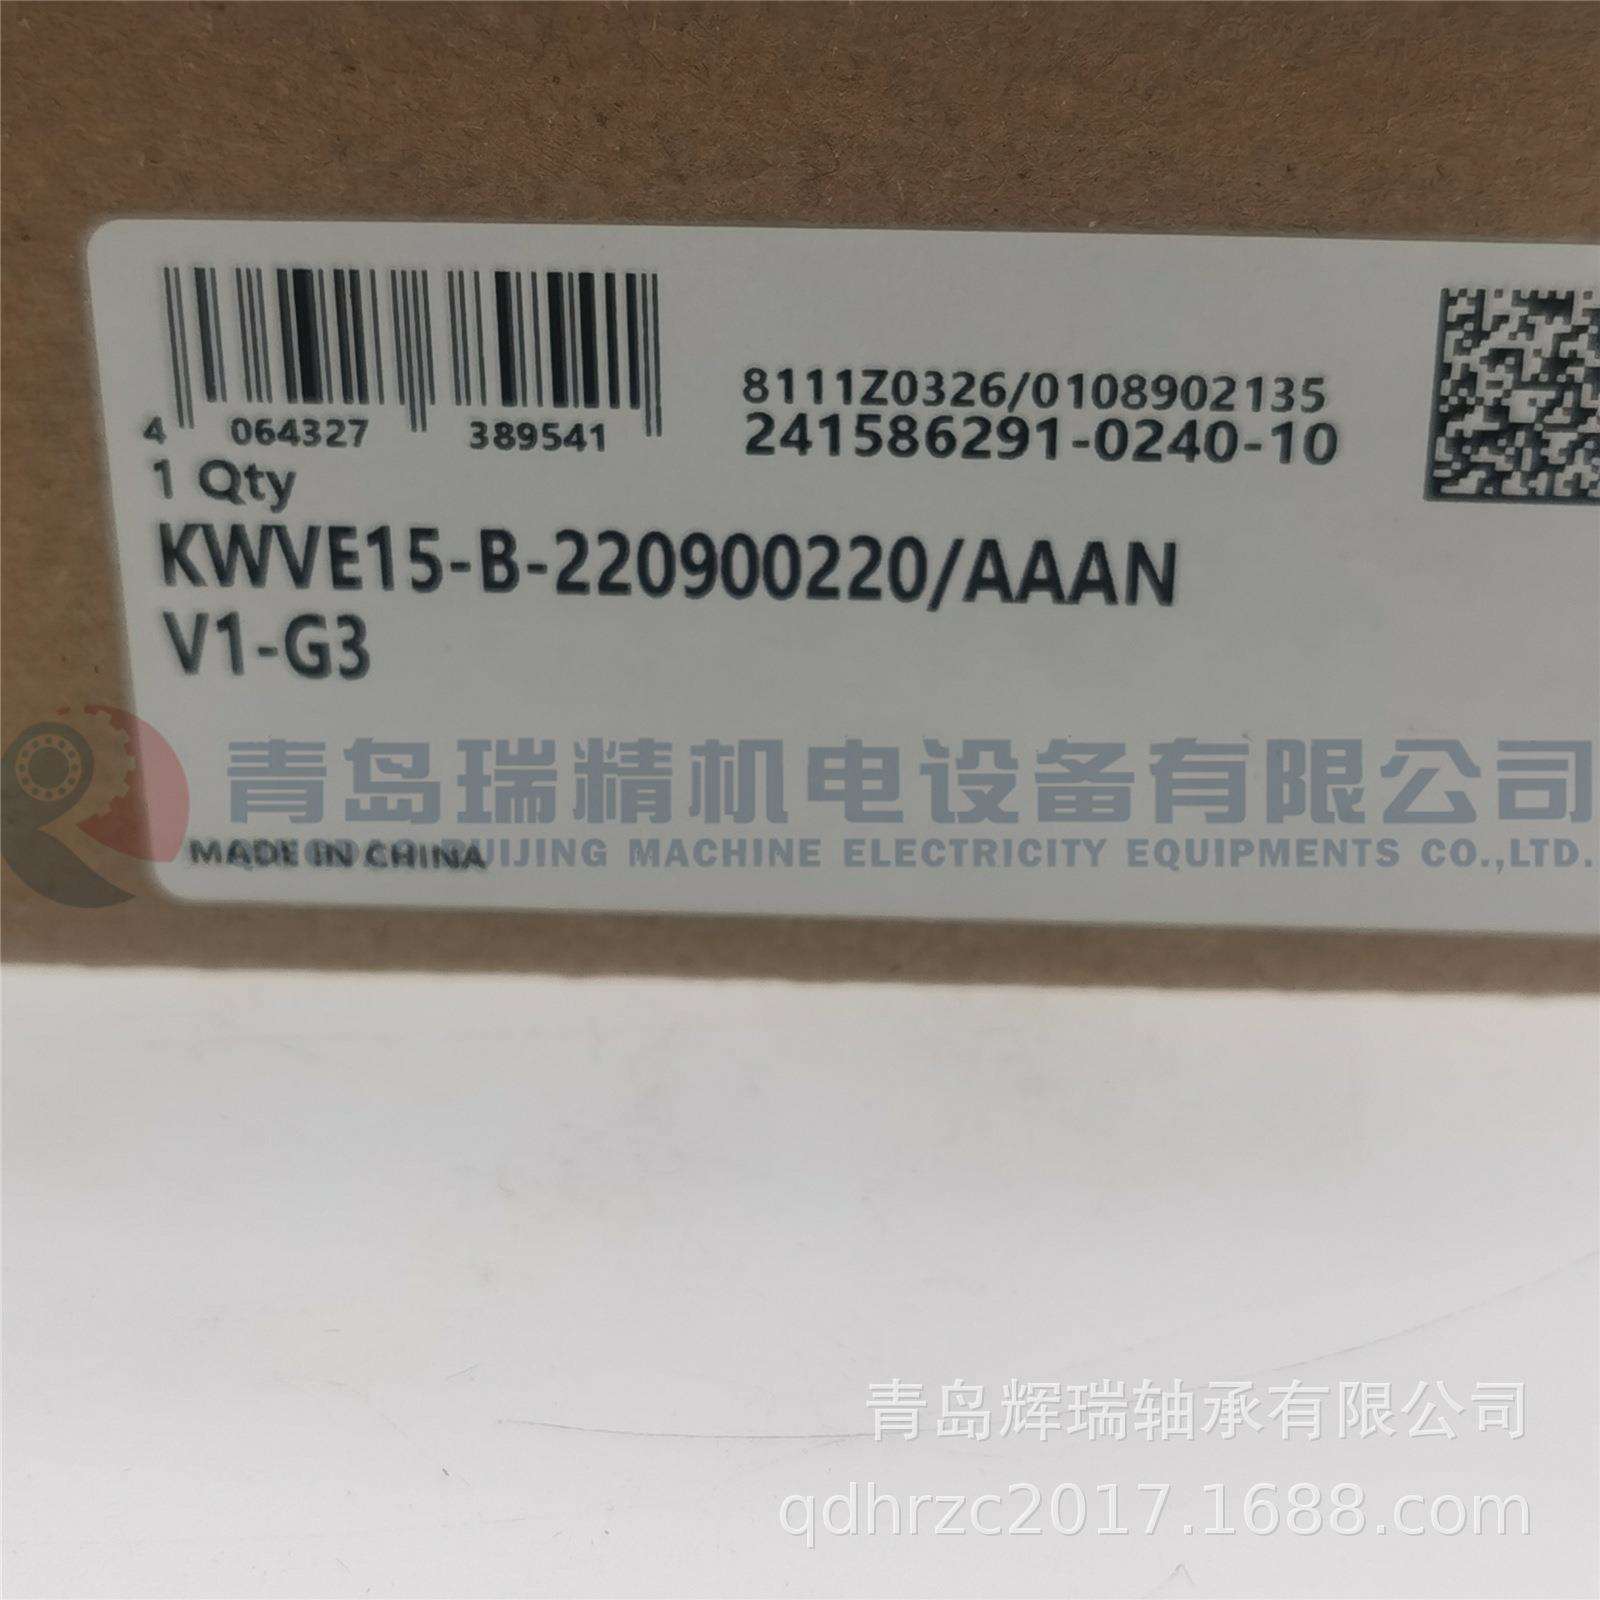 8111Z0326/0108902135
241586291-0240-10
4 064327 389541
1 Qty
KWVE15-B-220900220/AAAN
V1-G3
青岛瑞精机电设备有限公司
MADE IN CHINA
RUIJING MACHINE ELECTRICITY EQUIPMENTS CO.,LTD.
青岛辉瑞轴承有限公司
qdhrzc2017.1688.com